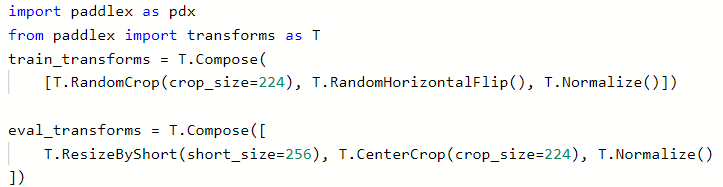 import paddlex as pdx
from paddlex import transforms as T
train_transforms = T.Compose(
    [T.RandomCrop(crop_size=224), T.RandomHorizontalFlip(), T.Normalize()])

eval_transforms = T.Compose([
    T.ResizeByShort(short_size=256), T.CenterCrop(crop_size=224), T.Normalize()
])